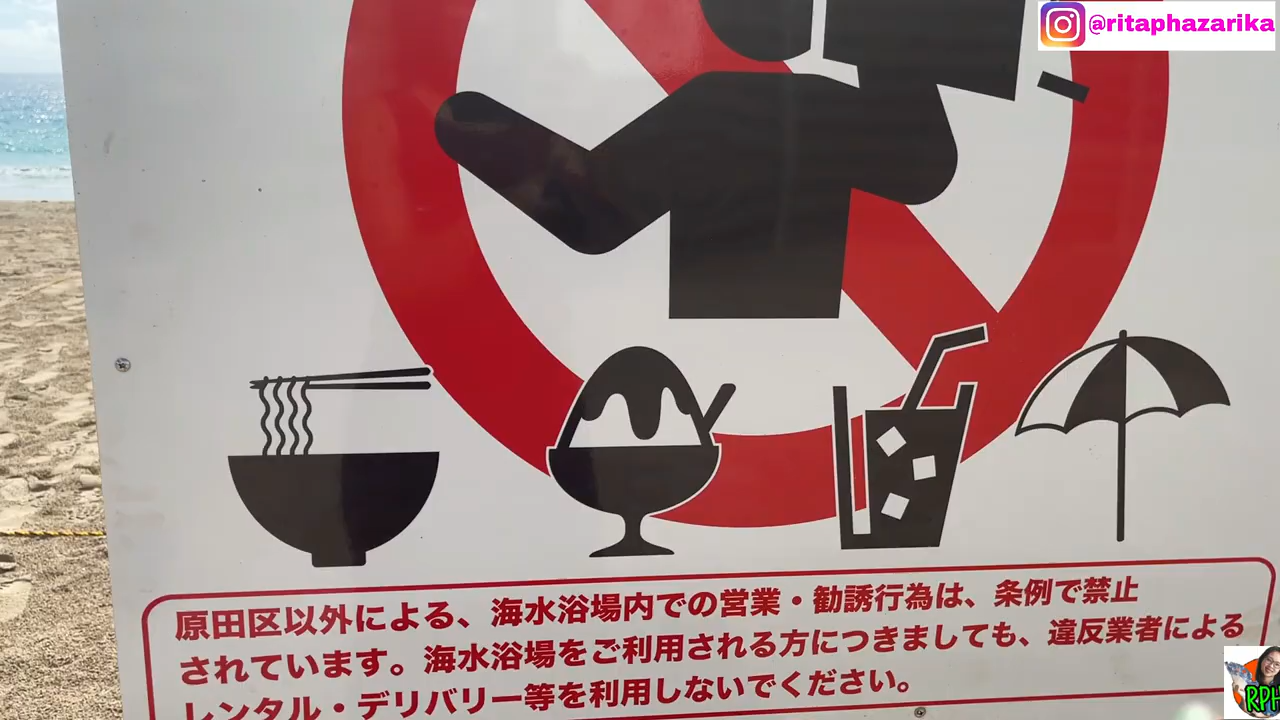 @ritaphazarika
原田区以外による、海水浴場内での営業・勧誘行為は、条例で禁止
されています。海水浴場をご利用される方につきましても、違反業者による
レンタル・デリバリー等を利用しないでください。
RPH